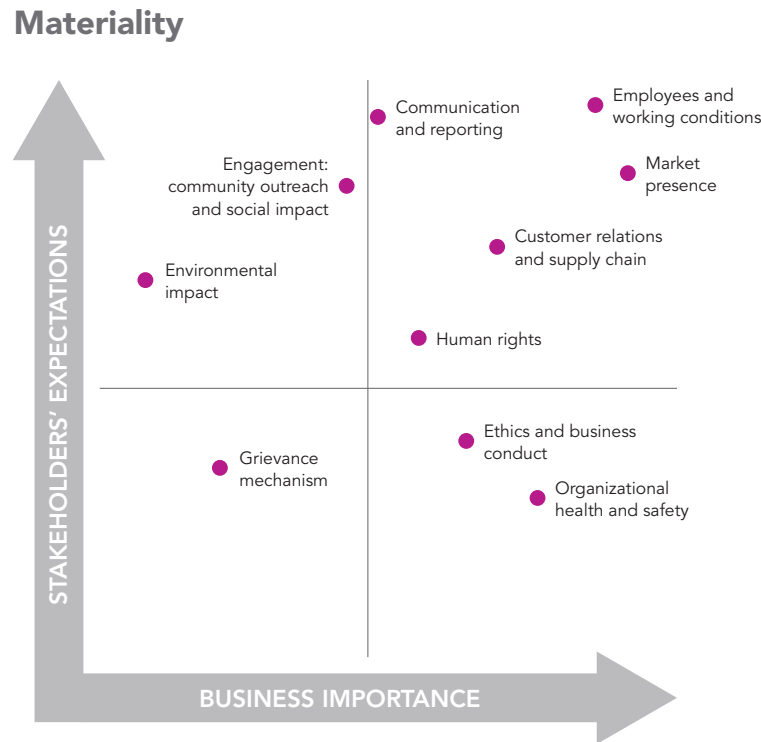 Materiality
Communication
and reporting
Employees and
working conditions
Engagement:
community outreach
and social impact
Market
presence
Customer relations
and supply chain
Environmental
impact
Human rights
Grievance
mechanism
Ethics and business
conduct
Organizational
health and safety
STAKEHOLDERS’ EXPECTATIONS
BUSINESS IMPORTANCE